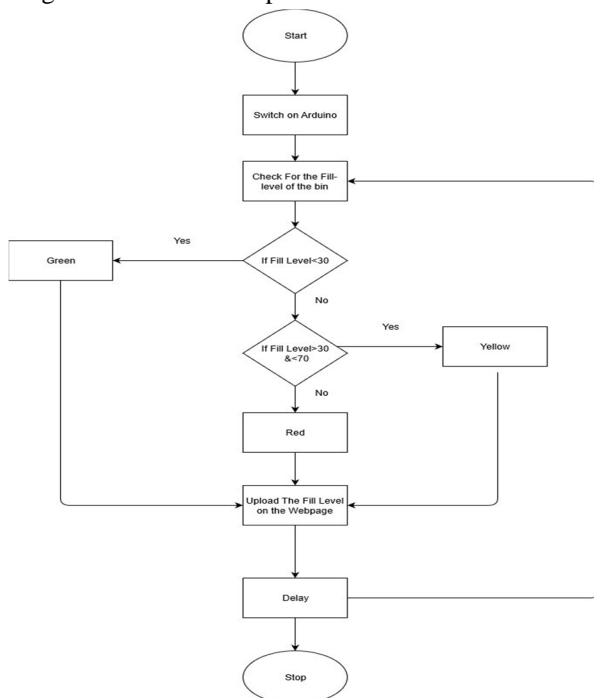 Start
Switch on Arduino
Check For the Fill-
level of the bin
Yes
Green
If Fill Level<30
No
If Fill Level>30
&<70
Yes
Yellow
No
Red
Upload The Fill Level
on the Webpage
Delay
Stop